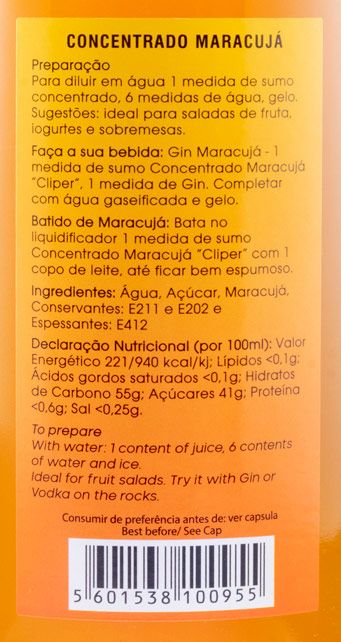 CONCENTRADO MARACUJÁ
Preparação
Para diluir em água 1 medida de sumo
concentrado, 6 medidas de água, gelo.
Sugestões: ideal para saladas de fruta,
iogurtes e sobremesas.
Faça a sua bebida: Gin Maracujá - 1
medida de sumo Concentrado Maracujá
“Cliper”, 1 medida de Gin. Completar
com água gaseificada e gelo.
Batido de Maracujá: Bata no
liquidificador 1 medida de sumo
Concentrado Maracujá “Cliper” com 1
copo de leite, até ficar bem espumoso.
Ingredientes: Água, Açúcar, Maracujá,
Conservantes: E211 e E202 e
Espessantes: E412
Declaração Nutricional (por 100ml): Valor
Energético 221/940 kcal/kj; Lípidos <0,1g;
Ácidos gordos saturados <0,1g; Hidratos
de Carbono 55g; Açúcares 41g; Proteína
<0,6g; Sal <0,25g.
To prepare
With water: 1 content of juice, 6 contents
of water and ice.
Ideal for fruit salads. Try it with Gin or
Vodka on the rocks.
Consumir de preferência antes de: ver capsula
Best before/ See Cap
5 601538 100955